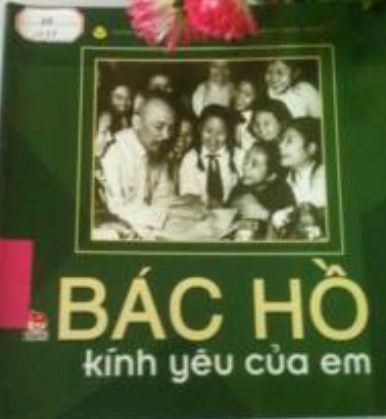 BÁC HỒ
kính yêu của em